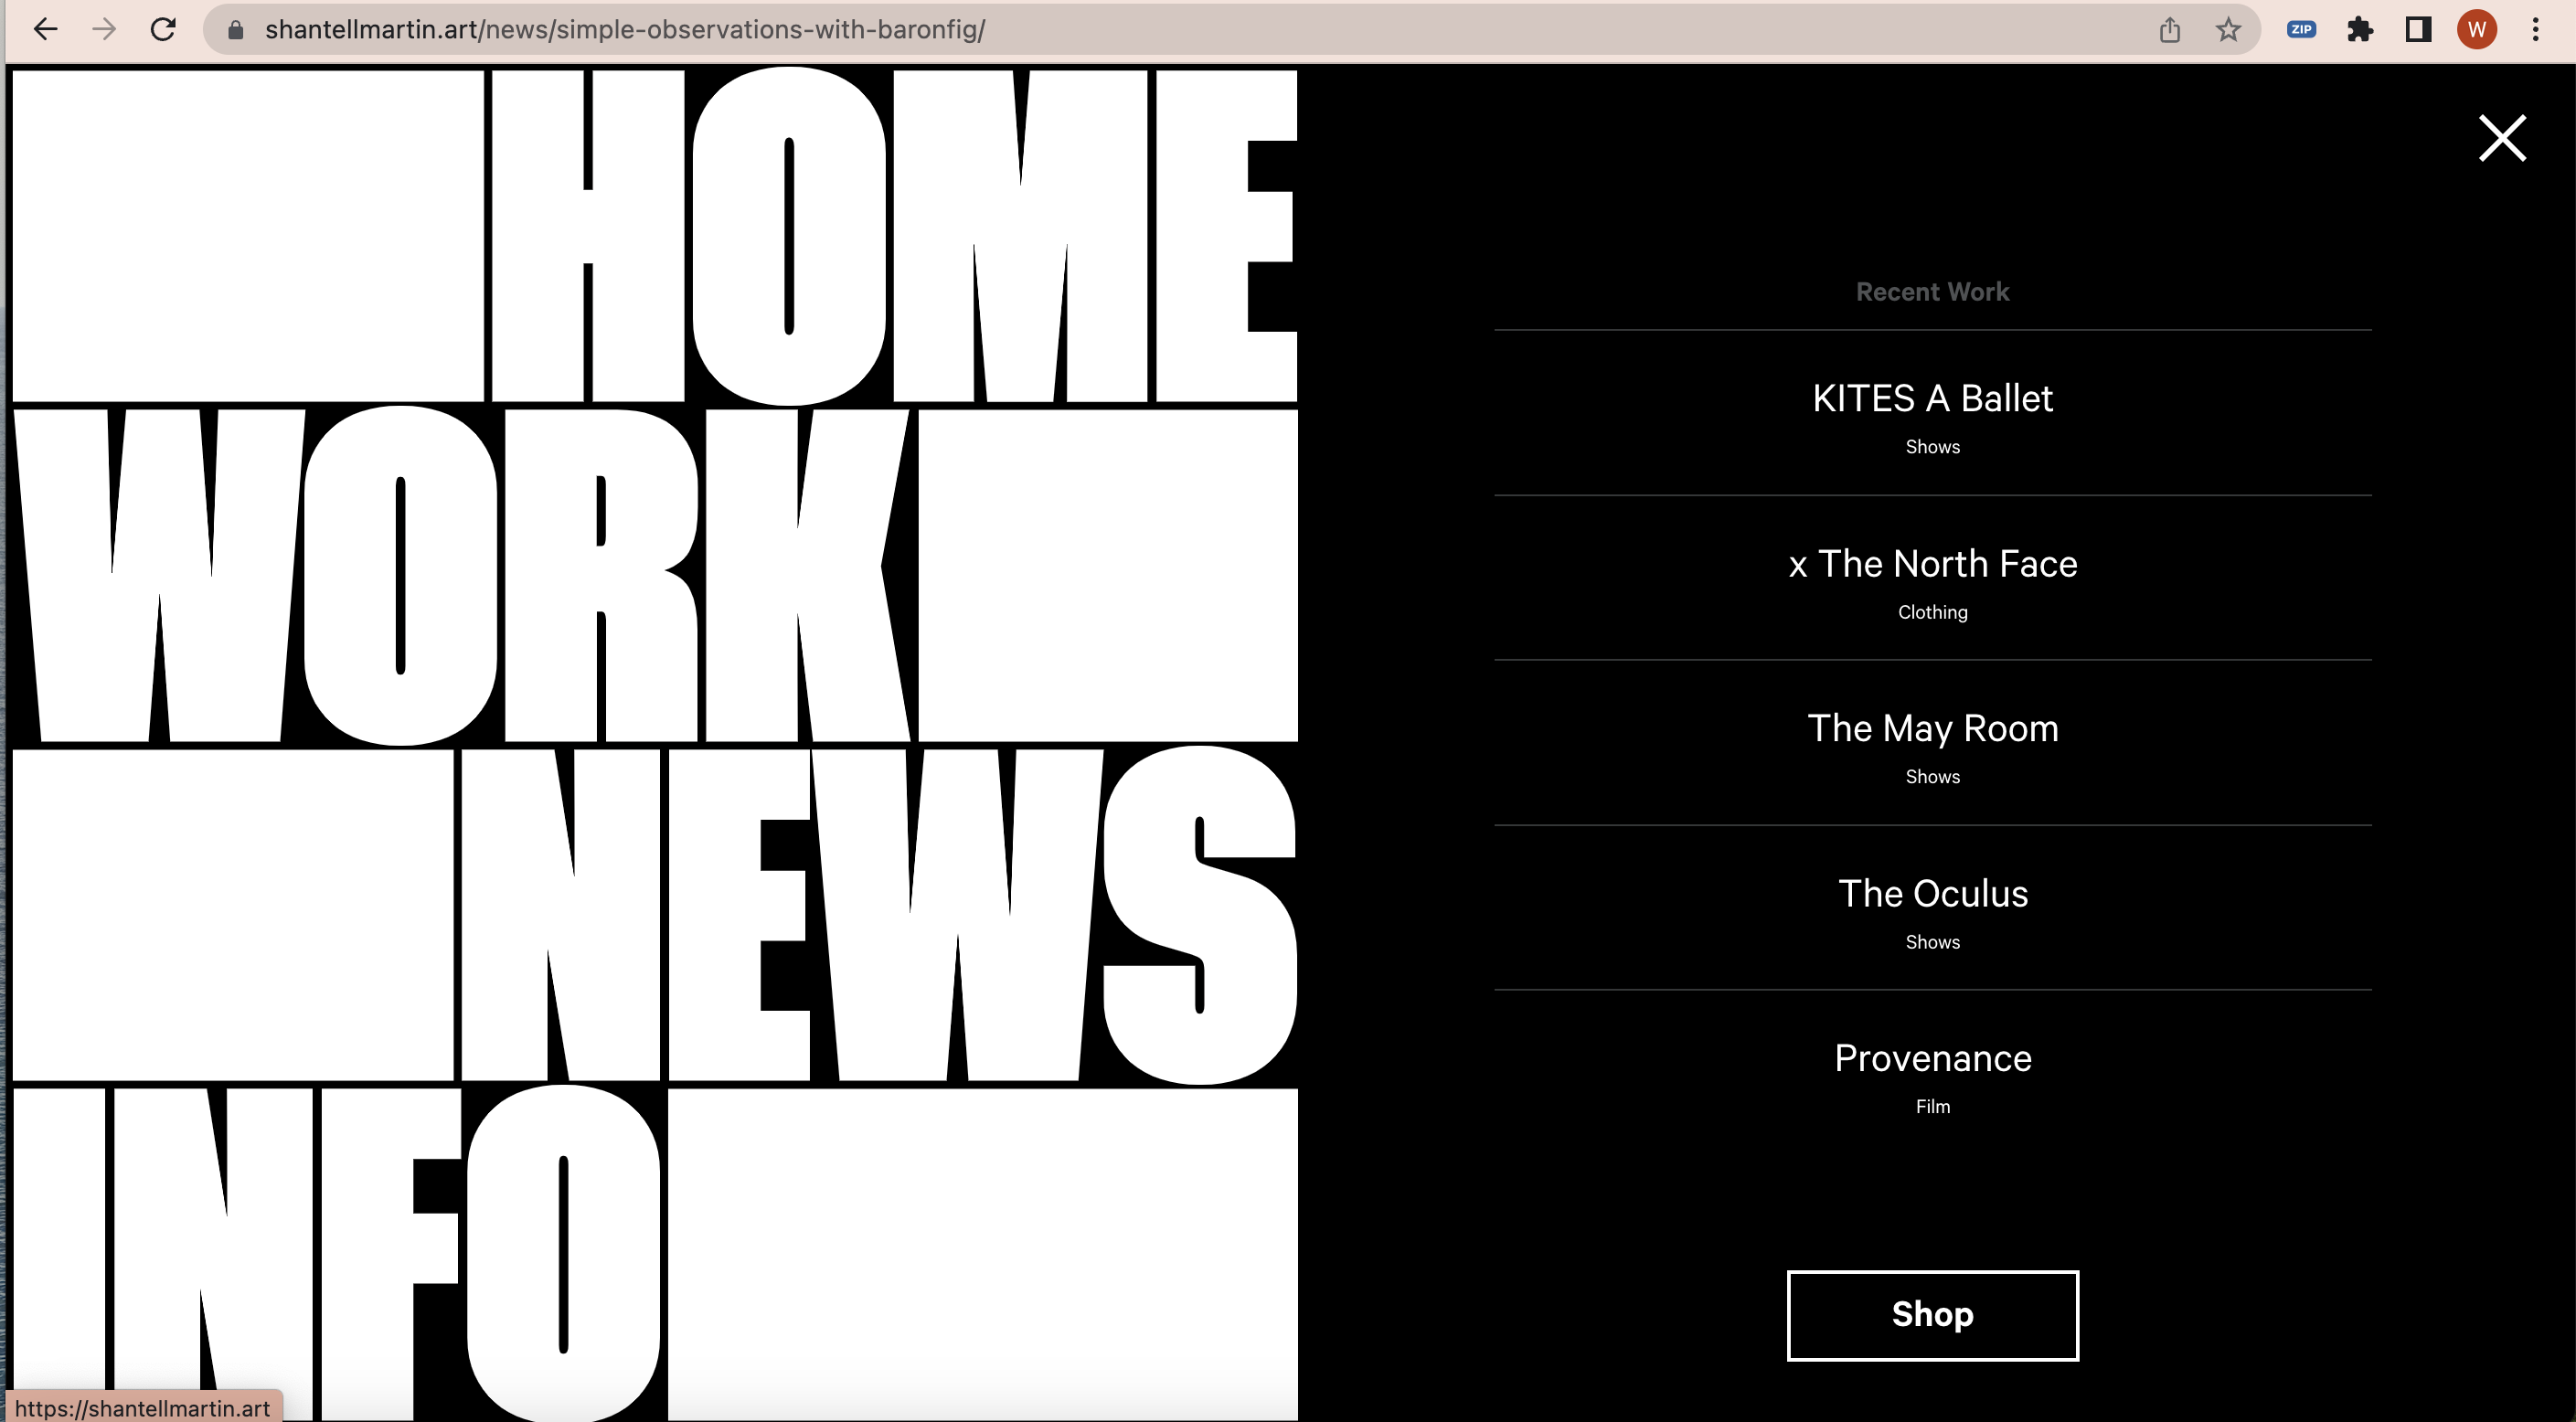 shantellmartin.art/news/simple-observations-with-baronfig/
ZIP
W
HOME
WORK
NEWS
INFO
Recent Work
KITES A Ballet
Shows
x The North Face
Clothing
The May Room
Shows
The Oculus
Shows
Provenance
Film
Shop
https://shantellmartin.art